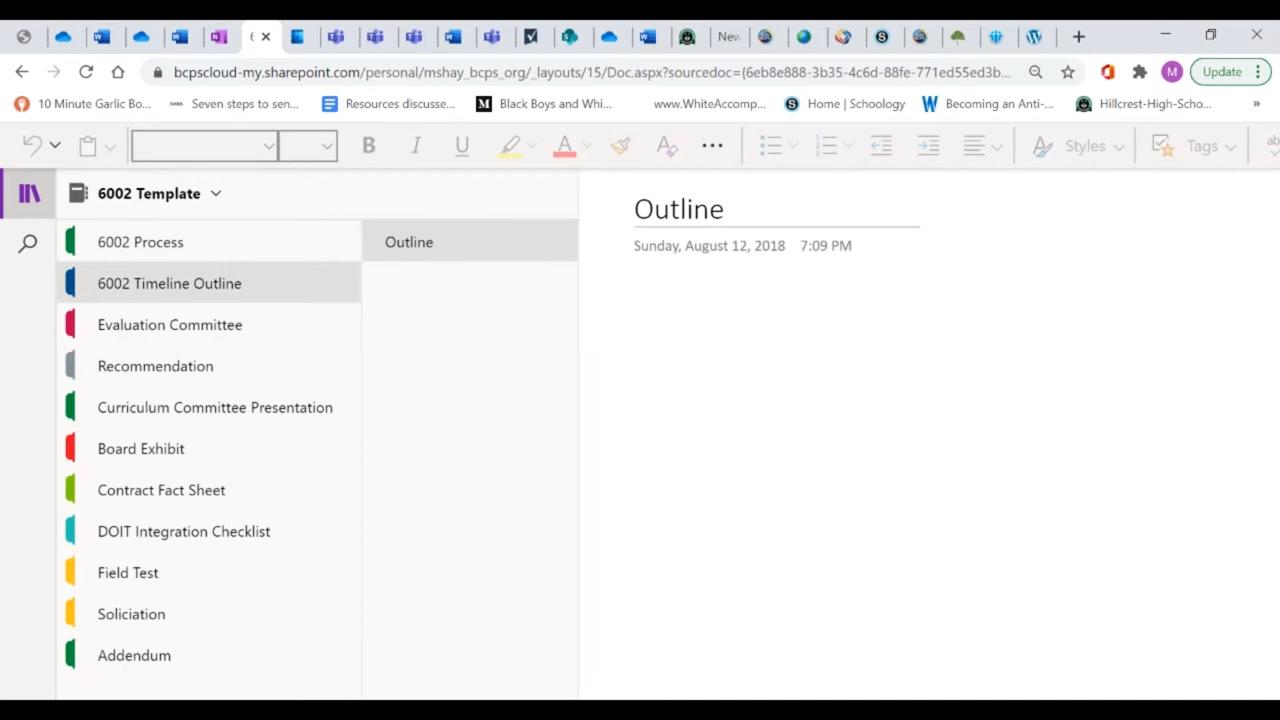 New
bcpscloud-my.sharepoint.com/personal/mshay_bcps_org/_layouts/15/Doc.aspx?sourcedoc={6eb8e888-3b35-4c6d-88fe-771ed55ed3b...
M
Update
10 Minute Garlic Bo...
Seven steps to sen...
Resources discusse...
Black Boys and Whi...
www.WhiteAccomp...
Home | Schoology
Becoming an Anti-...
Hillcrest-High-Scho...
»
B I U A Styles Tags ab
6002 Template
6002 Process
6002 Timeline Outline
Evaluation Committee
Recommendation
Curriculum Committee Presentation
Board Exhibit
Contract Fact Sheet
DOIT Integration Checklist
Field Test
Soliciation
Addendum
Outline
Outline
Sunday, August 12, 2018 7:09 PM